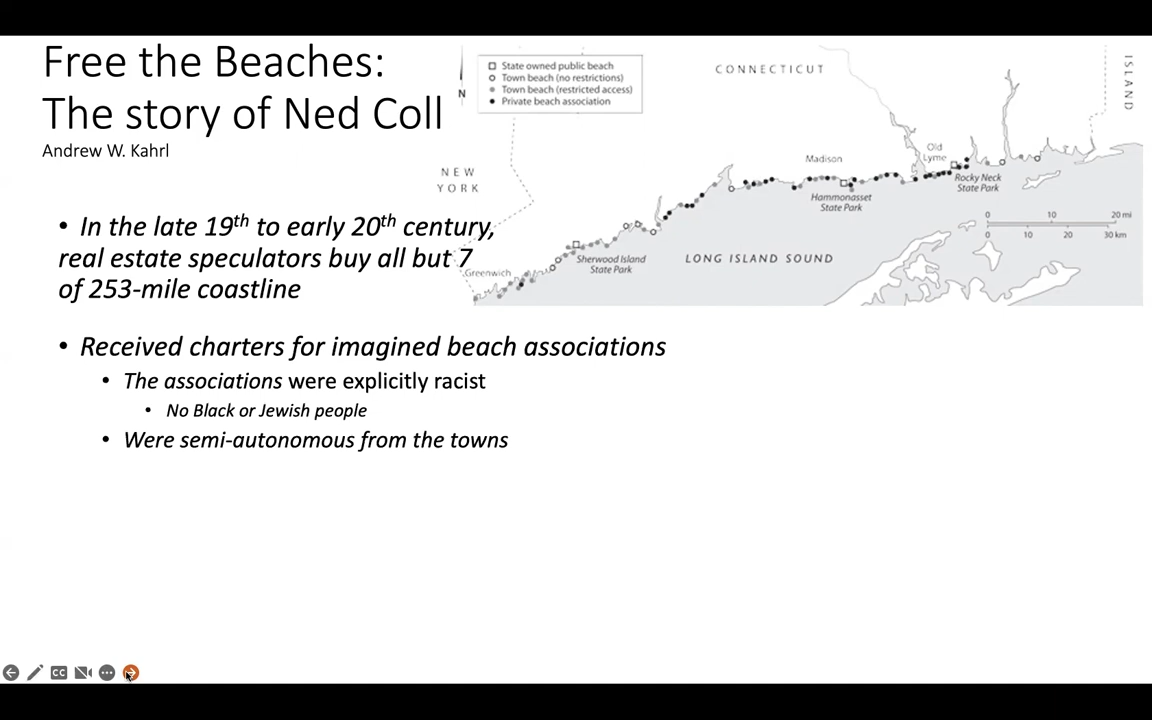 Free the Beaches:
The story of Ned Coll
Andrew W. Kahrl
• In the late 19th to early 20th century,
real estate speculators buy all but 7
of 253-mile coastline
• Received charters for imagined beach associations
• The associations were explicitly racist
• No Black or Jewish people
• Were semi-autonomous from the towns
N
State owned public beach
Town beach (no restrictions)
Town beach (restricted access)
Private beach association
CONNECTICUT
ISLAND
NEW
YORK
Madison
Old
Lyme
Rocky Neck
State Park
Hammonasset
State Park
Sherwood Island
State Park
Greenwich
LONG ISLAND SOUND
0 10 20 mi
0 10 20 30 km
CC